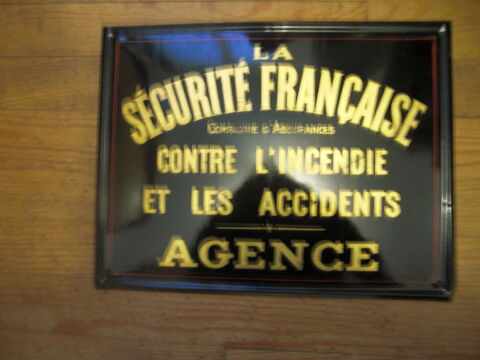 LA
SÉCURITÉ FRANÇAISE
COMPAGNIE D'ASSURANCES
CONTRE L'INCENDIE
ET LES ACCIDENTS
AGENCE